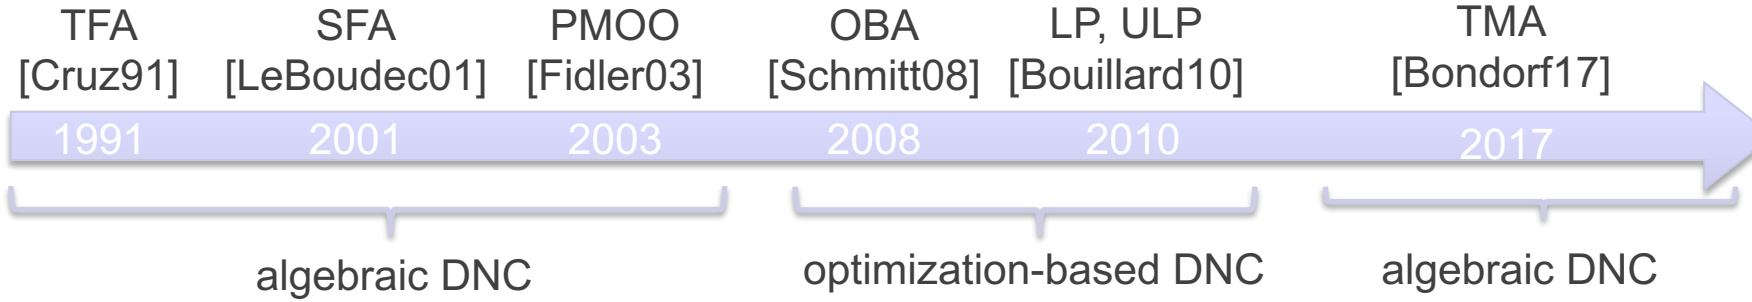 TFA SFA PMOO OBA LP, ULP TMA
[Cruz91] [LeBoudec01] [Fidler03] [Schmitt08] [Bouillard10] [Bondorf17]
1991 2001 2003 2008 2010 2017
algebraic DNC optimization-based DNC algebraic DNC